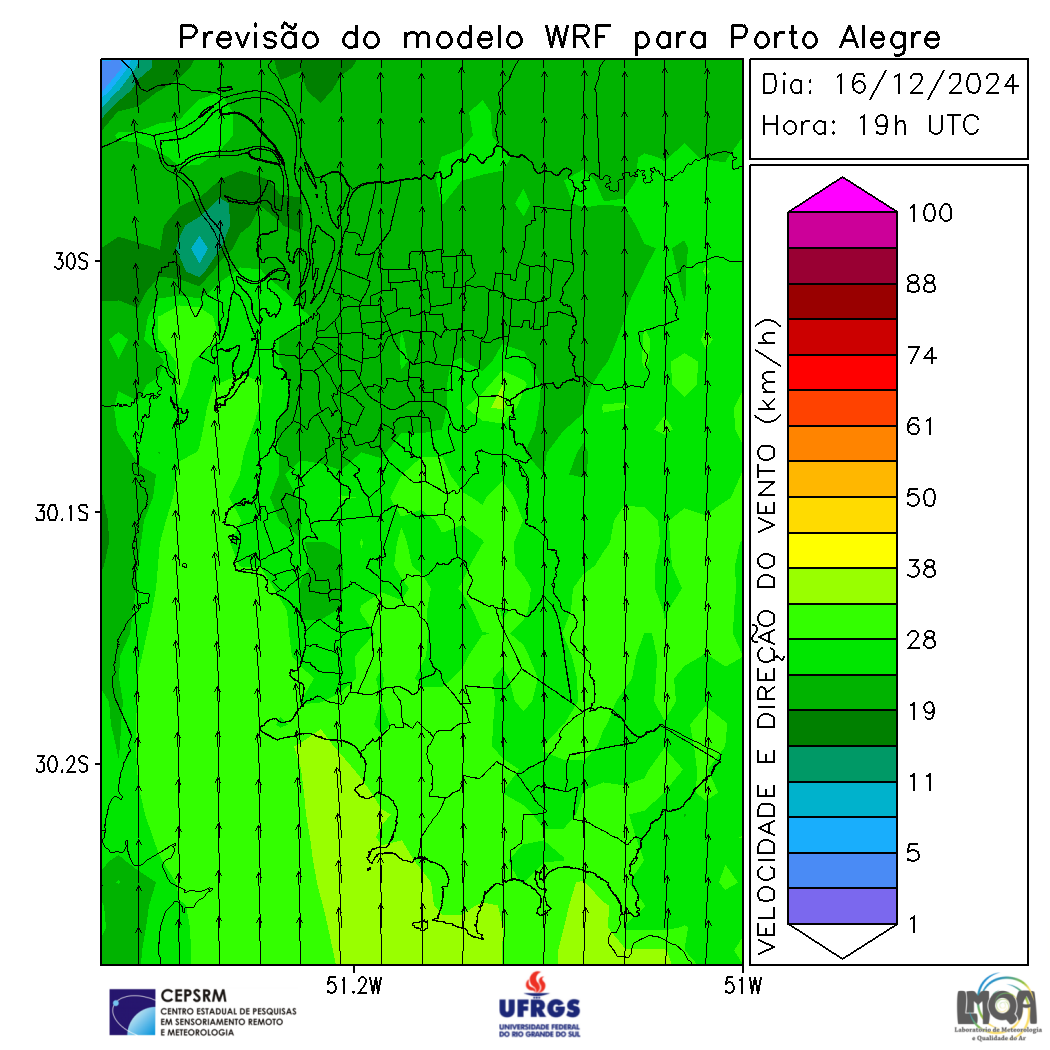 Previsão do modelo WRF para Porto Alegre
Dia: 16/12/2024
Hora: 19h UTC
30S
30.1S
30.2S
51.2W
51W
VELOCIDADE E DIREÇÃO DO VENTO (km/h)
100
88
74
61
50
38
28
19
11
5
1
CEPSRM
CENTRO ESTADUAL DE PESQUISAS
EM SENSORIAMENTO REMOTO
E METEOROLOGIA
UFRGS
UNIVERSIDADE FEDERAL
DO RIO GRANDE DO SUL
LMQA
Laboratório de Meteorologia
e Qualidade do Ar